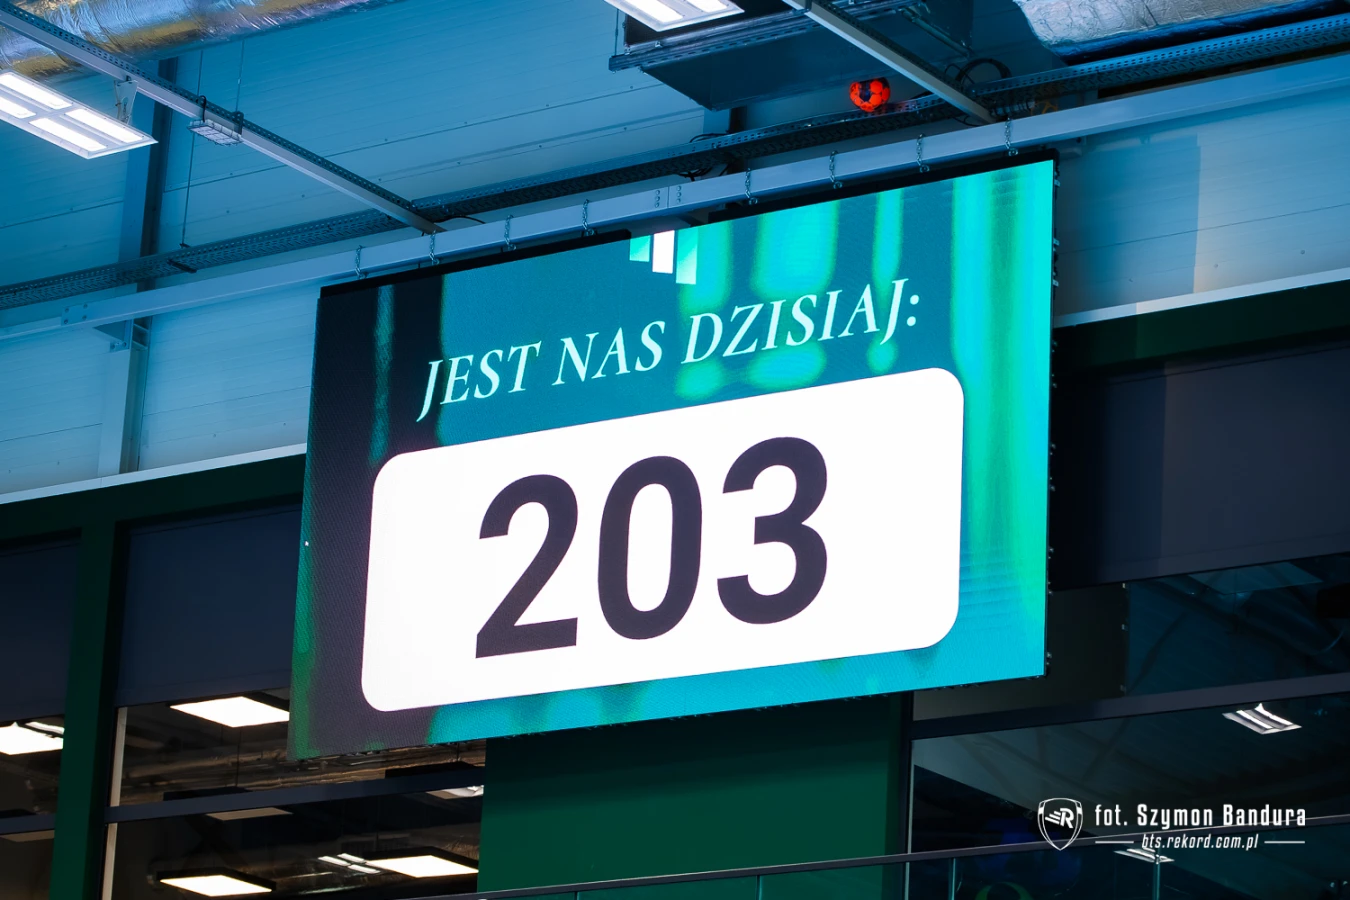 JEST NAS DZISIAJ:
203
R
fot. Szymon Bandura
bts.rekord.com.pl